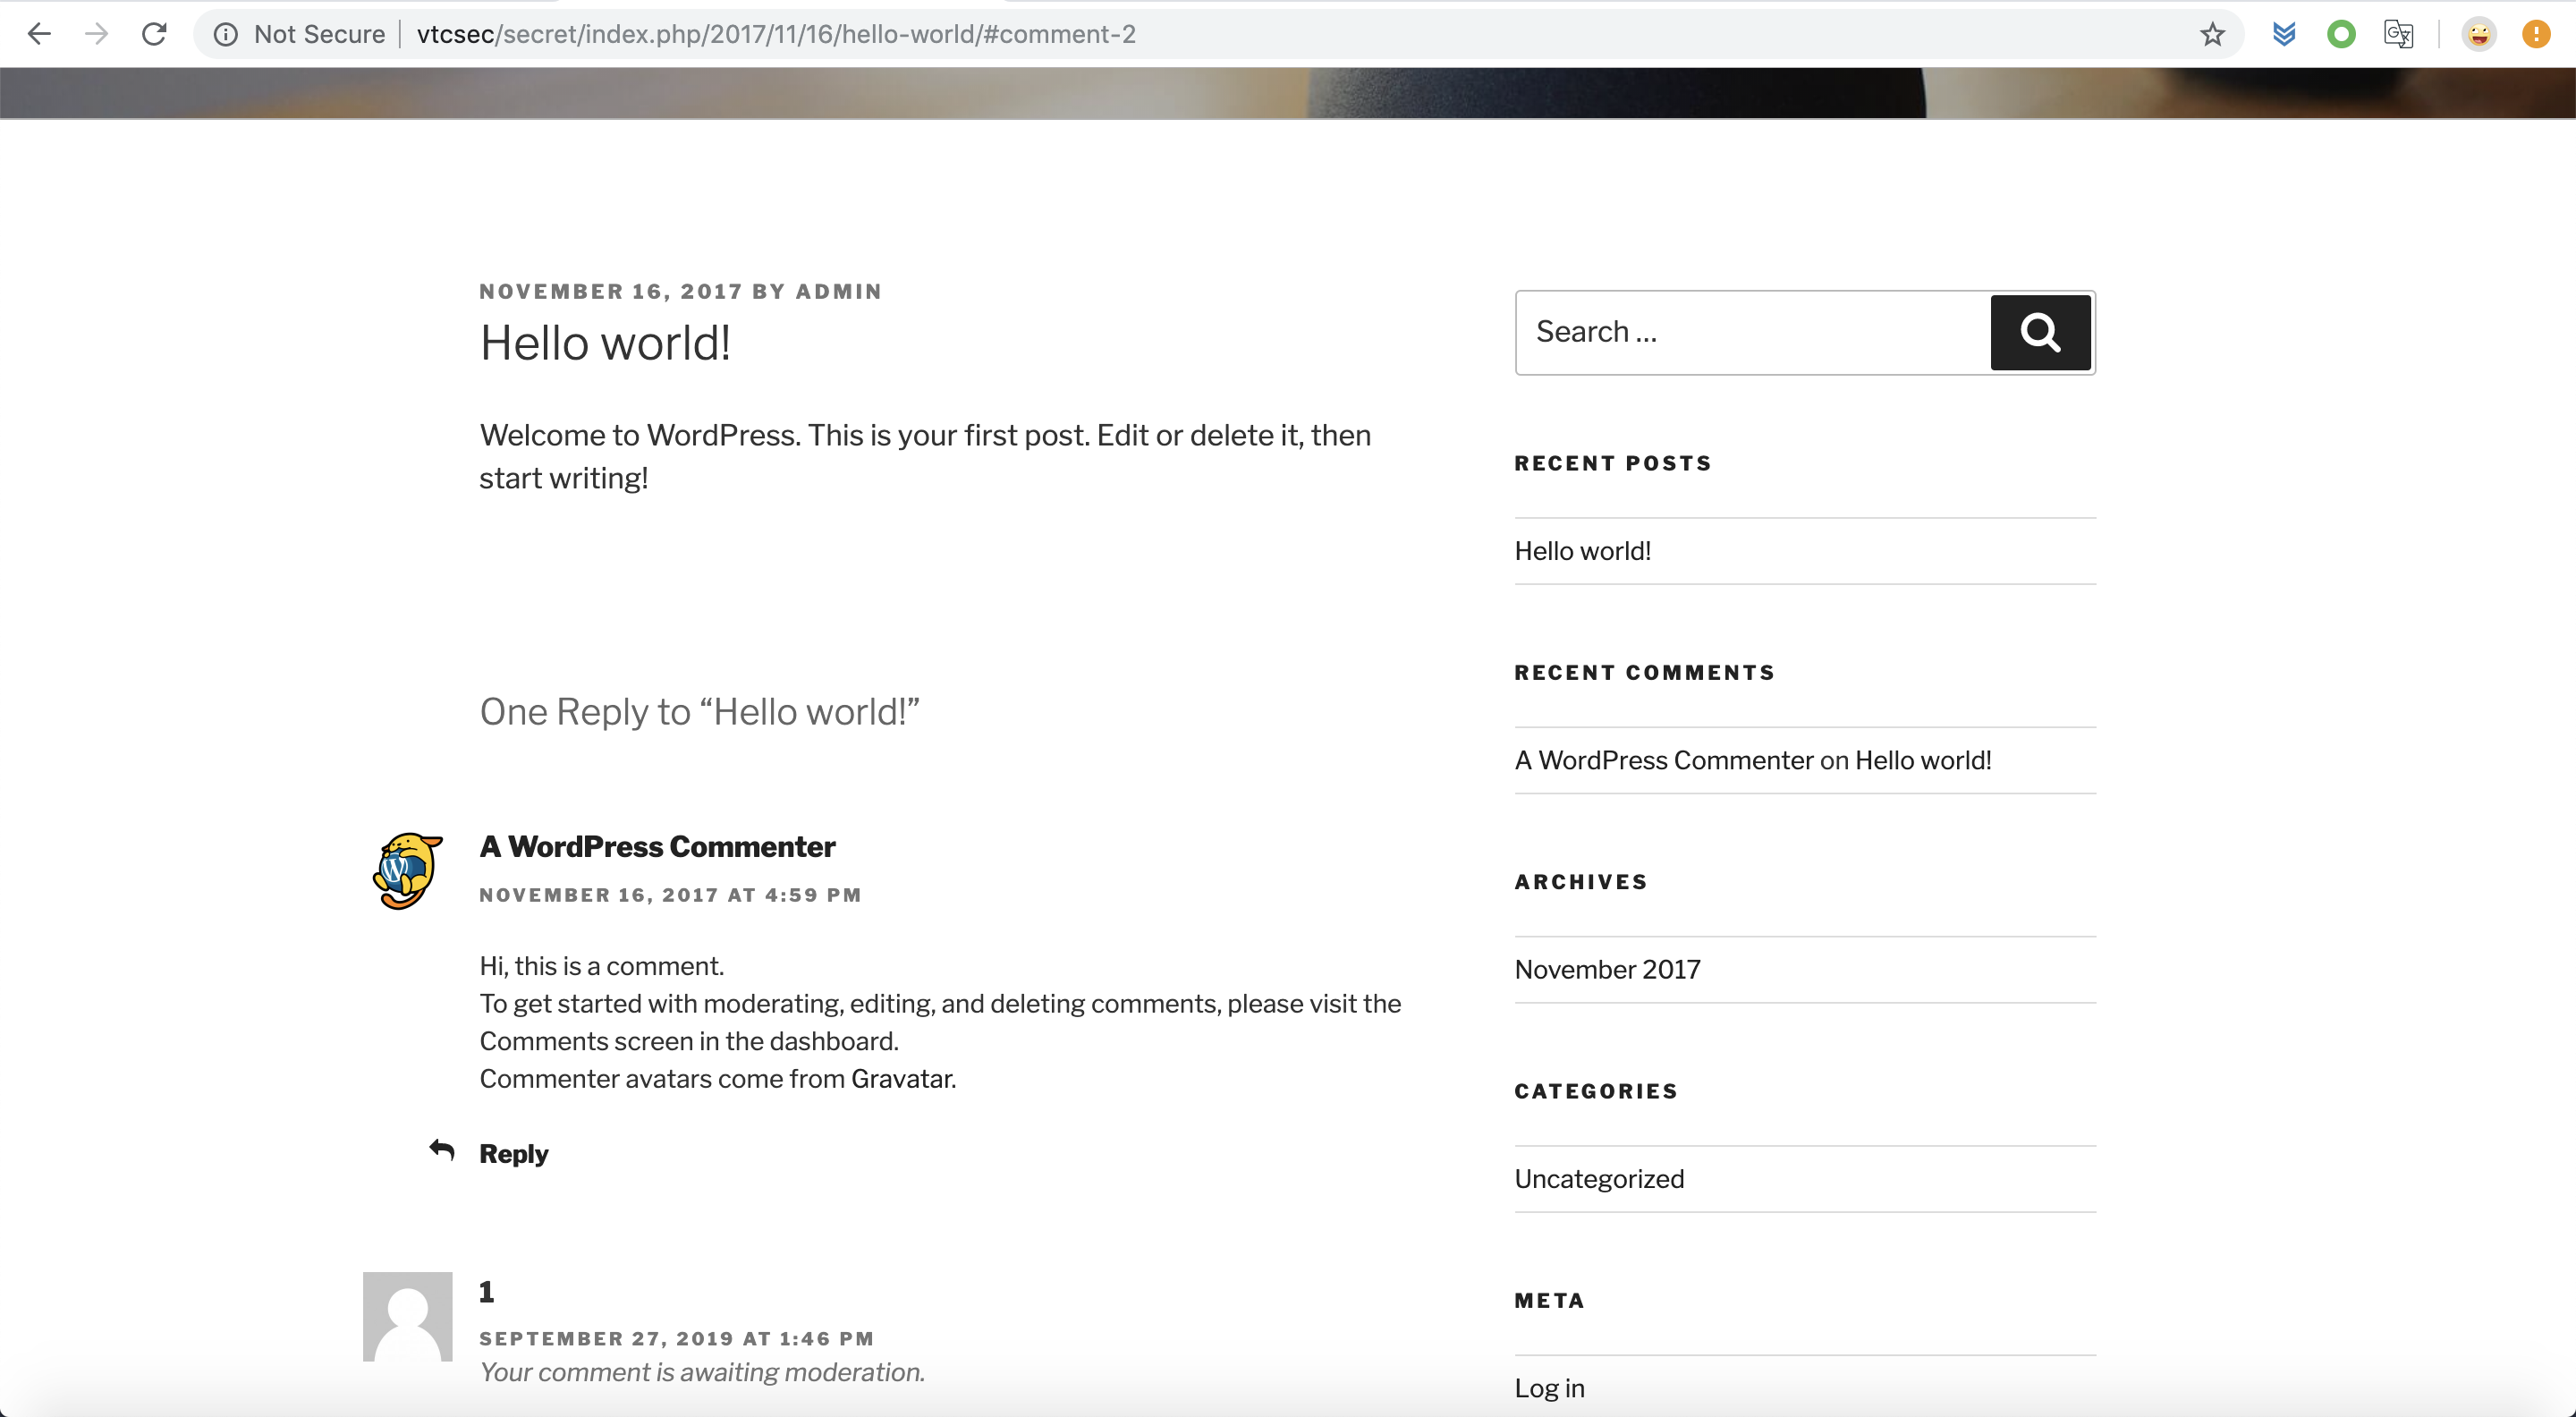 Not Secure vtcsec/secret/index.php/2017/11/16/hello-world/#comment-2
NOVEMBER 16, 2017 BY ADMIN
Hello world!
Welcome to WordPress. This is your first post. Edit or delete it, then
start writing!
One Reply to “Hello world!”
A WordPress Commenter
NOVEMBER 16, 2017 AT 4:59 PM
Hi, this is a comment.
To get started with moderating, editing, and deleting comments, please visit the
Comments screen in the dashboard.
Commenter avatars come from Gravatar.
Reply
1
SEPTEMBER 27, 2019 AT 1:46 PM
Your comment is awaiting moderation.
Search …
RECENT POSTS
Hello world!
RECENT COMMENTS
A WordPress Commenter on Hello world!
ARCHIVES
November 2017
CATEGORIES
Uncategorized
META
Log in